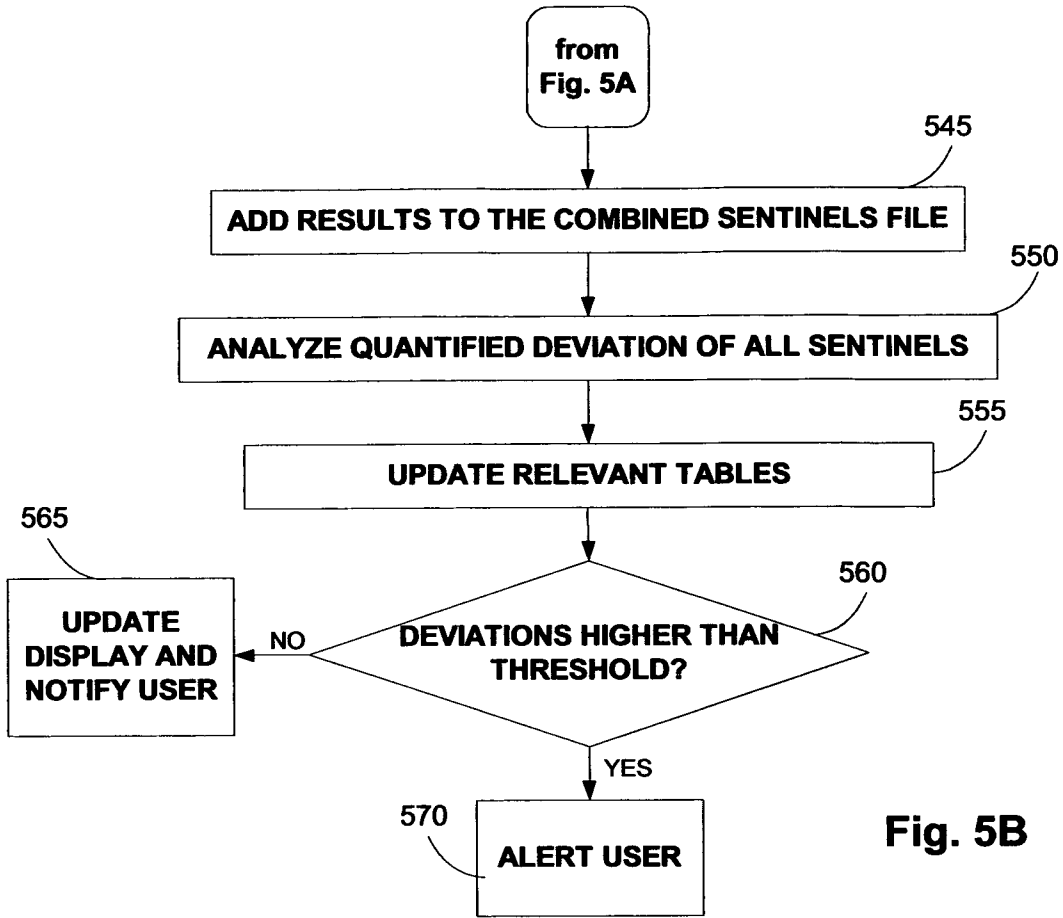 from
Fig. 5A
545
ADD RESULTS TO THE COMBINED SENTINELS FILE
550
ANALYZE QUANTIFIED DEVIATION OF ALL SENTINELS
555
UPDATE RELEVANT TABLES
565
560
UPDATE
DISPLAY AND
NOTIFY USER
NO
DEVIATIONS HIGHER THAN
THRESHOLD?
YES
570
ALERT USER
Fig. 5B